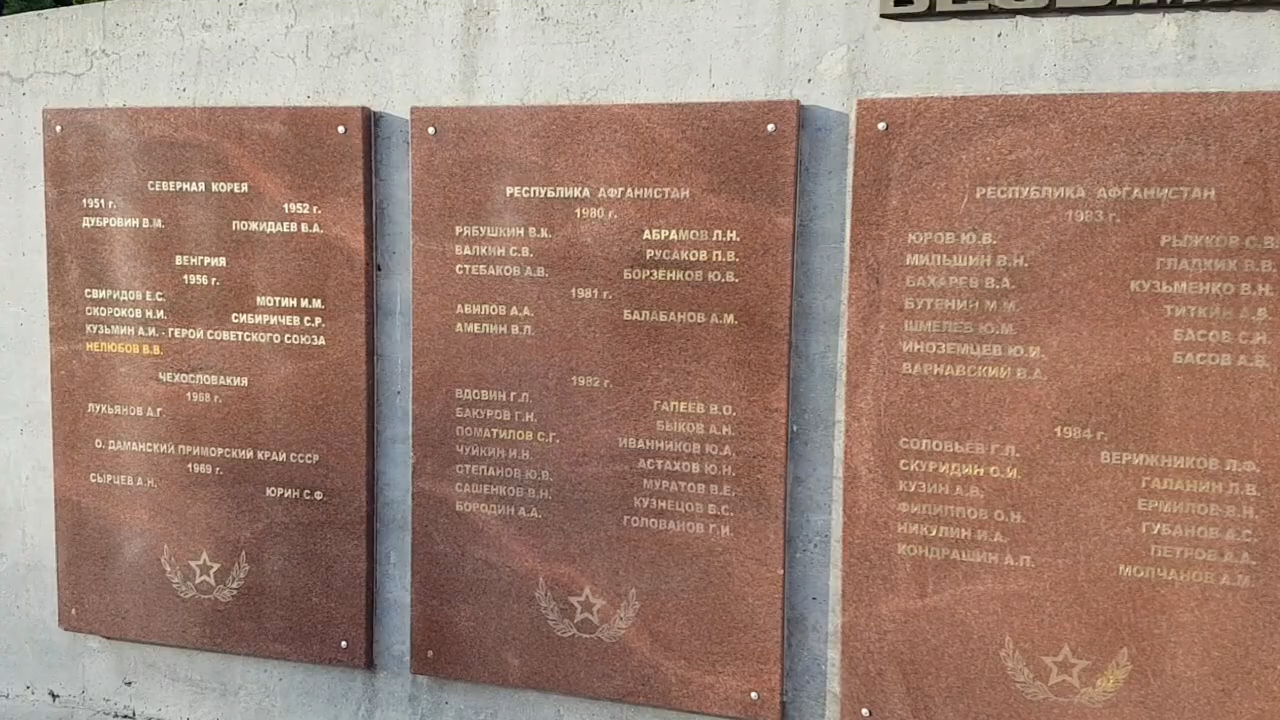 СЕВЕРНАЯ КОРЕЯ
1951 г. 1952 г.
ДУБРОВИН В.М. ПОЖИДАЕВ В.А.
ВЕНГРИЯ
1956 г.
СВИРИДОВ Е.С. МОТИН И.М.
СКОРОКОВ Н.И. СИБИРИЧЕВ С.Р.
КУЗЬМИН А.И. - ГЕРОЙ СОВЕТСКОГО СОЮЗА
НЕЛЮБОВ В.В.
ЧЕХОСЛОВАКИЯ
1968 г.
ЛУКЬЯНОВ А.Г.
О. ДАМАНСКИЙ ПРИМОРСКИЙ КРАЙ СССР
1969 г.
СЫРЦЕВ А.Н. ЮРИН С.Ф.
РЕСПУБЛИКА АФГАНИСТАН
1980 г.
РЯБУШКИН В.К. АБРАМОВ Л.Н.
ВАЛКИН С.В. РУСАКОВ П.В.
СТЕБАКОВ А.В. БОРЗЕНКОВ Ю.В.
1981 г.
АВИЛОВ А.А. БАЛАБАНОВ А.М.
АМЕЛИН В.Л.
1982 г.
ВДОВИН Г.Л. ГАПЕЕВ В.О.
БАКУРОВ Г.Н. БЫКОВ А.Н.
ПОМАТИЛОВ С.Г. ИВАННИКОВ Ю.А.
ЧУЙКИН И.Н. АСТАХОВ Ю.Н.
СТЕПАНОВ Ю.В. МУРАТОВ В.Е.
САШЕНКОВ В.Н. КУЗНЕЦОВ В.С.
БОРОДИН А.А. ГОЛОВАНОВ Г.И.
РЕСПУБЛИКА АФГАНИСТАН
1983 г.
ЮРОВ Ю.В. РЫЖКОВ С.В.
МИЛЬШИН В.Н. ГЛАДКИХ В.В.
БАХАРЕВ В.А. КУЗЬМЕНКО В.Н.
БУТЕНИН М.М. ТИТКИН А.В.
ШМЕЛЕВ Ю.М. БАСОВ С.Н.
ИНОЗЕМЦЕВ Ю.И. БАСОВ А.В.
ВАРНАВСКИЙ В.А.
1984 г.
СОЛОВЬЕВ Г.Л. ВЕРИЖНИКОВ Л.Ф.
СКУРИДИН О.И. ГАЛАНИН Л.В.
КУЗИН А.В. ЕРМИЛОВ В.Н.
ФИЛИППОВ О.Н. ГУБАНОВ А.С.
НИКУЛИН И.А. ПЕТРОВ А.А.
КОНДРАШИН А.П. МОЛЧАНОВ А.М.